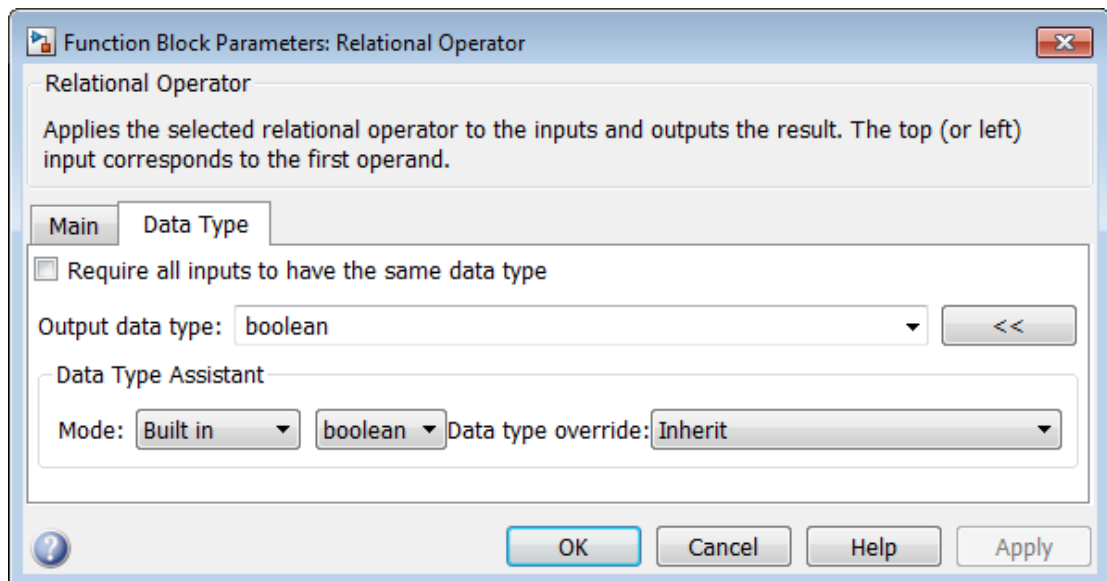 Function Block Parameters: Relational Operator
Relational Operator
Applies the selected relational operator to the inputs and outputs the result. The top (or left)
input corresponds to the first operand.
Main Data Type
Require all inputs to have the same data type
Output data type: boolean <<
Data Type Assistant
Mode: Built in boolean Data type override: Inherit
? OK Cancel Help Apply